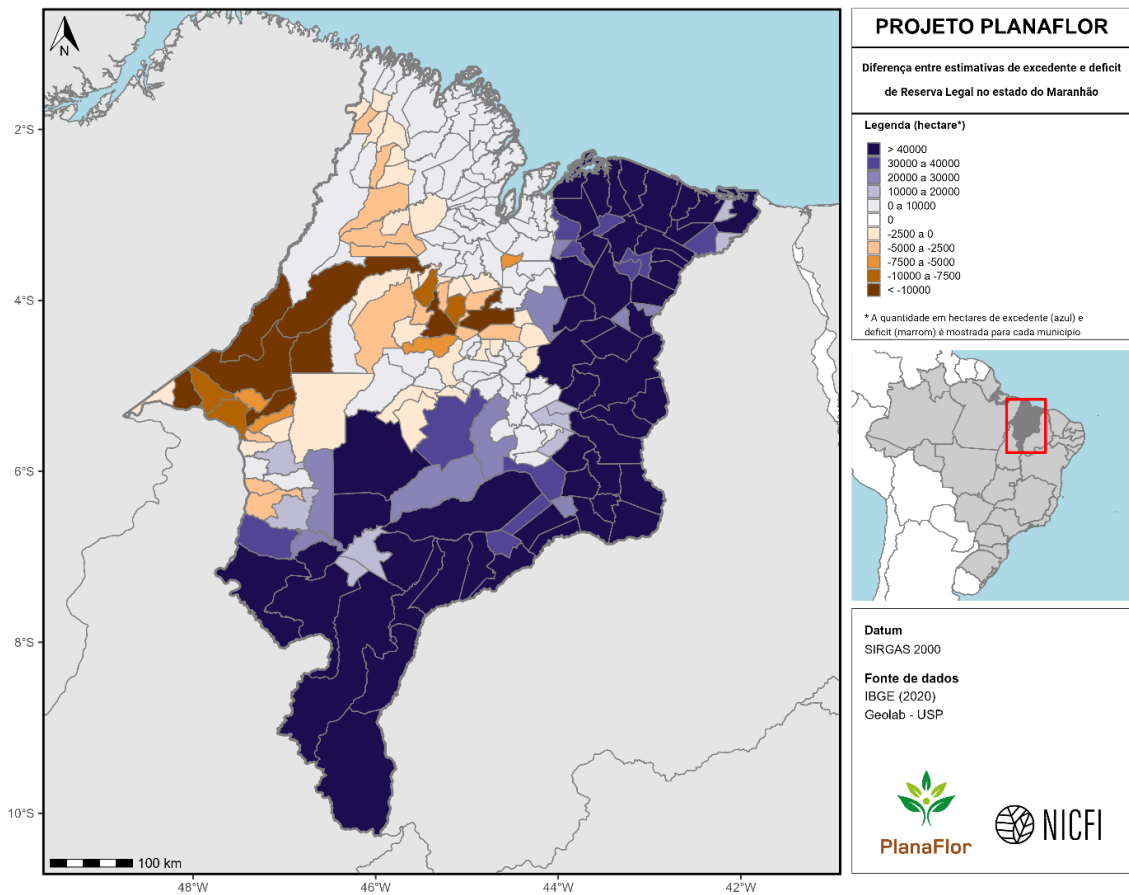 PROJETO PLANAFLOR
Diferença entre estimativas de excedente e deficit
de Reserva Legal no estado do Maranhão
Legenda (hectare*)
> 40000
30000 a 40000
20000 a 30000
10000 a 20000
0 a 10000
0
-2500 a 0
-5000 a -2500
-7500 a -5000
-10000 a -7500
< -10000
* A quantidade em hectares de excedente (azul) e
deficit (marrom) é mostrada para cada município
Datum
SIRGAS 2000
Fonte de dados
IBGE (2020)
Geolab - USP
PlanaFlor
NICFI
N
2°S
4°S
6°S
8°S
10°S
100 km
48°W
46°W
44°W
42°W